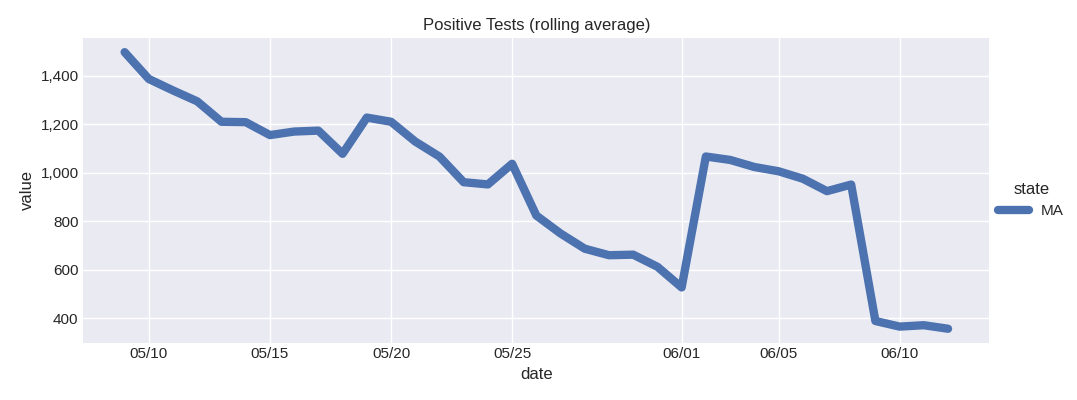 Positive Tests (rolling average)
1,400
1,200
1,000
800
600
400
value
05/10 05/15 05/20 05/25 06/01 06/05 06/10
date
state
MA